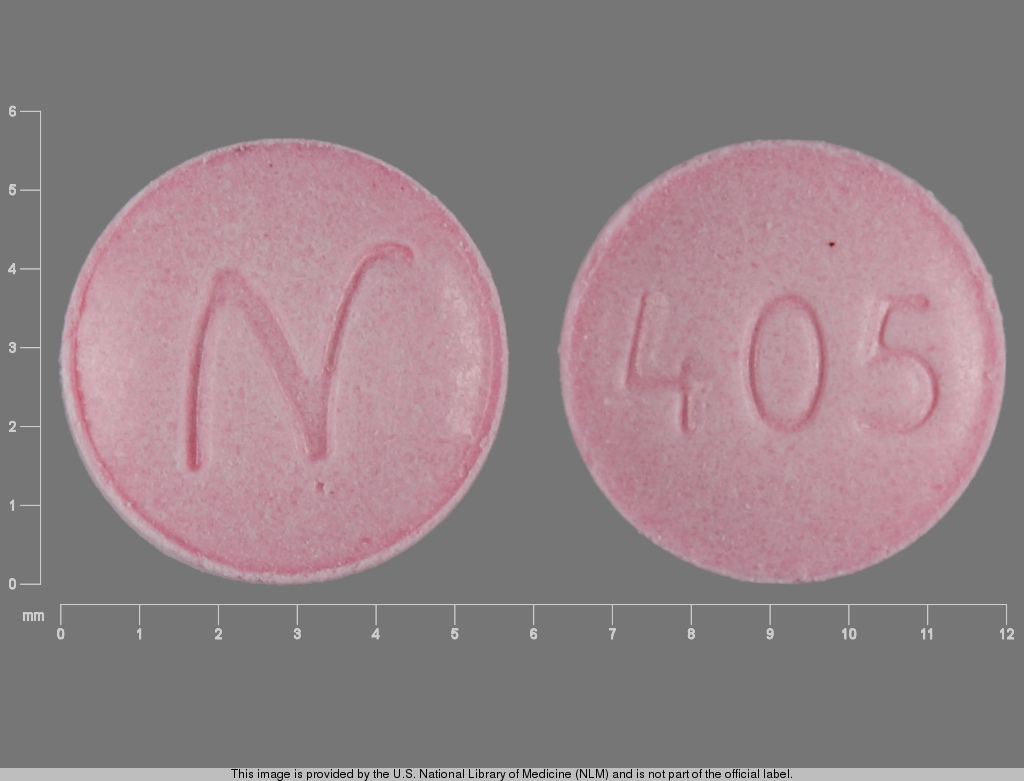 6
5
4
3
2
1
0
mm
0 1 2 3 4 5 6 7 8 9 10 11 12
N
405
This image is provided by the U.S. National Library of Medicine (NLM) and is not part of the official label.